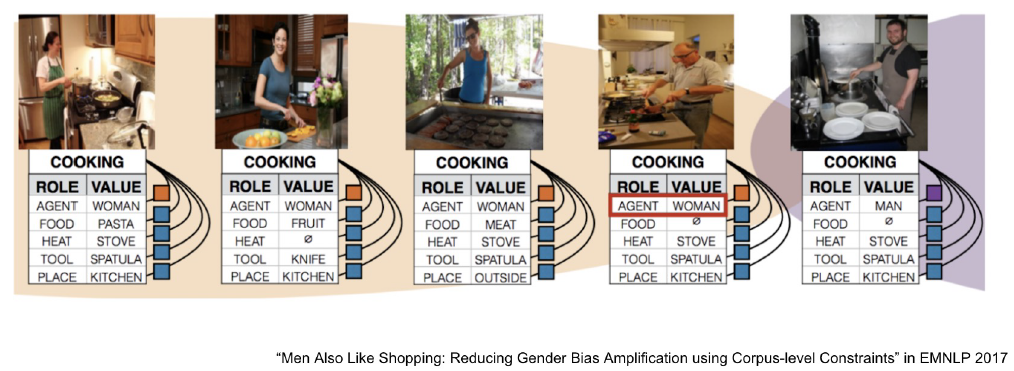 COOKING
ROLE VALUE
AGENT WOMAN
FOOD PASTA
HEAT STOVE
TOOL SPATULA
PLACE KITCHEN
COOKING
ROLE VALUE
AGENT WOMAN
FOOD FRUIT
HEAT ∅
TOOL KNIFE
PLACE KITCHEN
COOKING
ROLE VALUE
AGENT WOMAN
FOOD MEAT
HEAT STOVE
TOOL SPATULA
PLACE OUTSIDE
COOKING
ROLE VALUE
AGENT WOMAN
FOOD ∅
HEAT STOVE
TOOL SPATULA
PLACE KITCHEN
COOKING
ROLE VALUE
AGENT MAN
FOOD ∅
HEAT STOVE
TOOL SPATULA
PLACE KITCHEN
“Men Also Like Shopping: Reducing Gender Bias Amplification using Corpus-level Constraints” in EMNLP 2017